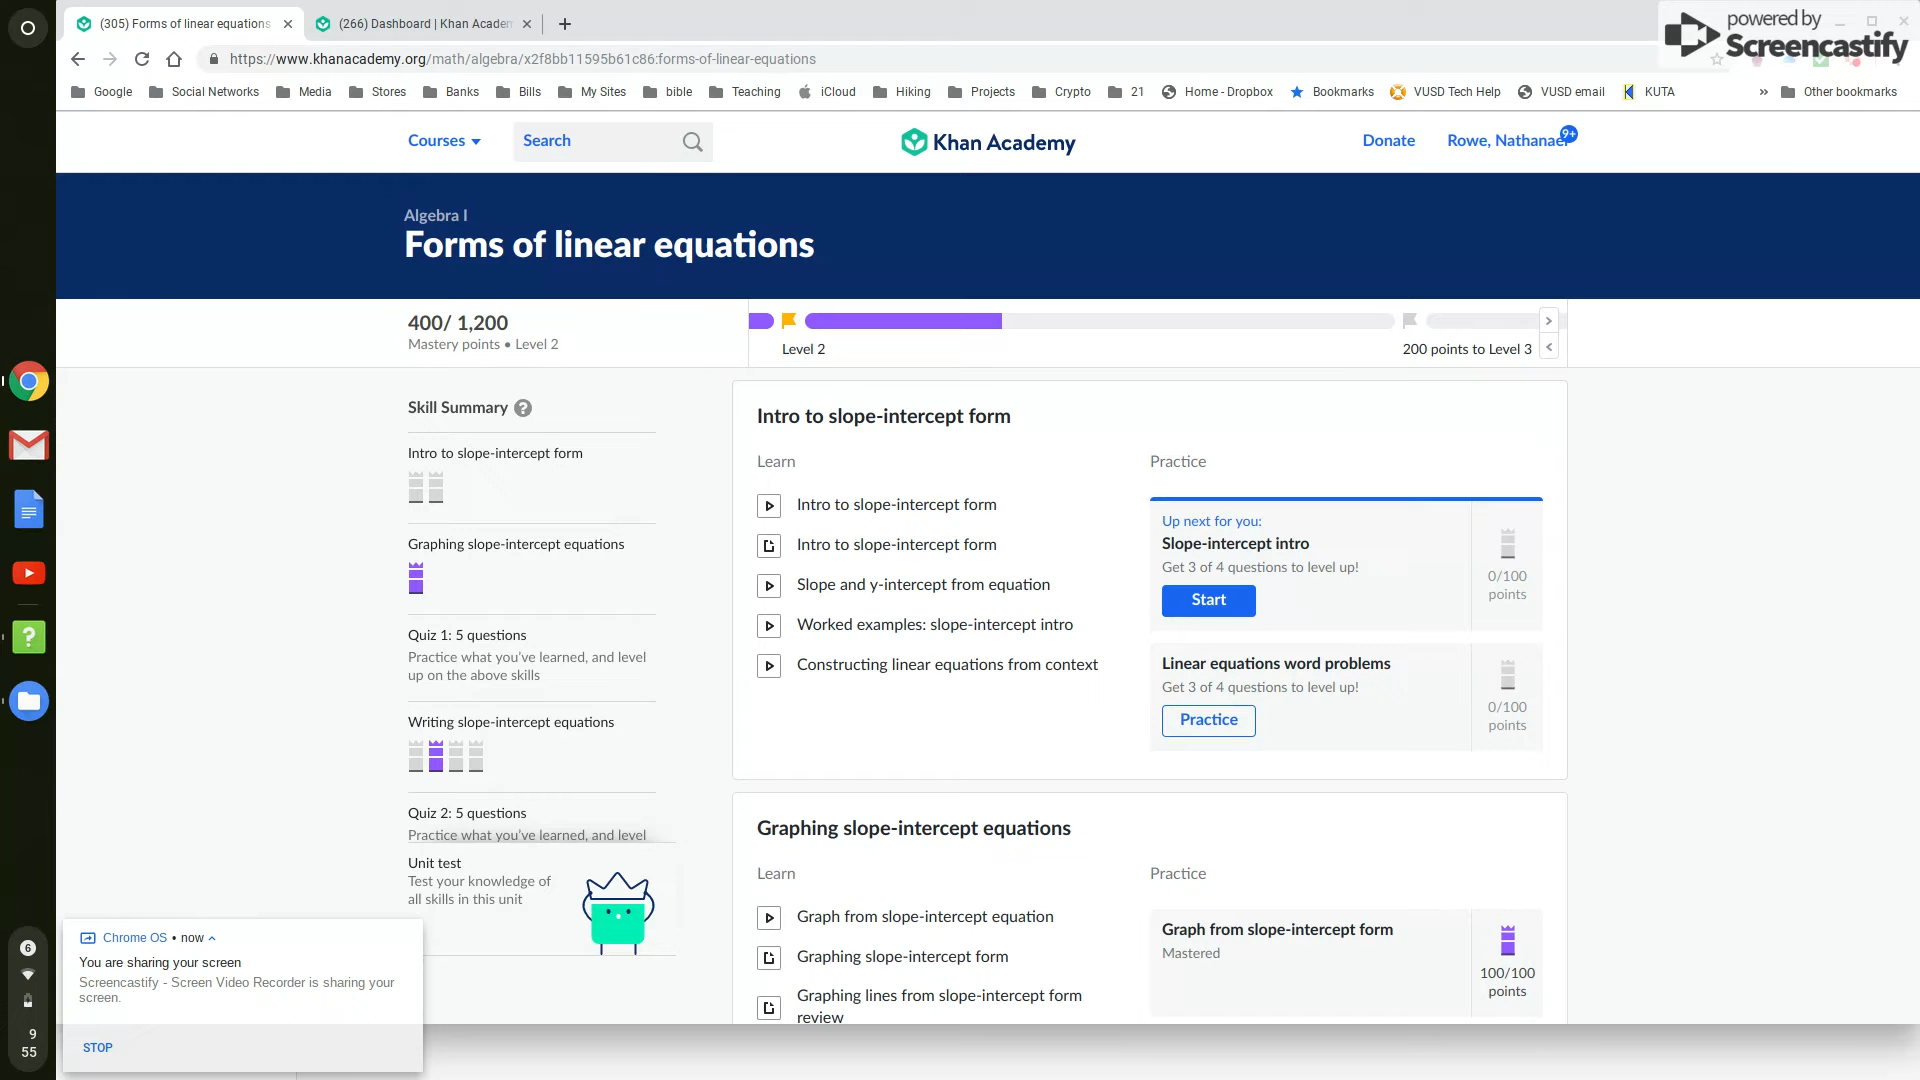 (305) Forms of linear equations
(266) Dashboard | Khan Academ
powered by
Screencastify
https://www.khanacademy.org/math/algebra/x2f8bb11595b61c86:forms-of-linear-equations
Google
Social Networks
Media
Stores
Banks
Bills
My Sites
bible
Teaching
iCloud
Hiking
Projects
Crypto
21
Home - Dropbox
Bookmarks
VUSD Tech Help
VUSD email
KUTA
»
Other bookmarks
Courses
Search
Khan Academy
Donate
Rowe, Nathanael
9+
Algebra I
Forms of linear equations
400/ 1,200
Mastery points • Level 2
Level 2
200 points to Level 3
Skill Summary ?
Intro to slope-intercept form
Graphing slope-intercept equations
Quiz 1: 5 questions
Practice what you've learned, and level
up on the above skills
Writing slope-intercept equations
Quiz 2: 5 questions
Practice what you've learned, and level
Unit test
Test your knowledge of
all skills in this unit
Intro to slope-intercept form
Learn
Intro to slope-intercept form
Intro to slope-intercept form
Slope and y-intercept from equation
Worked examples: slope-intercept intro
Constructing linear equations from context
Practice
Up next for you:
Slope-intercept intro
Get 3 of 4 questions to level up!
Start
0/100
points
Linear equations word problems
Get 3 of 4 questions to level up!
Practice
0/100
points
Graphing slope-intercept equations
Learn
Graph from slope-intercept equation
Graphing slope-intercept form
Graphing lines from slope-intercept form
review
Practice
Graph from slope-intercept form
Mastered
100/100
points
Chrome OS • now
You are sharing your screen
Screencastify - Screen Video Recorder is sharing your
screen.
STOP
6
9
55